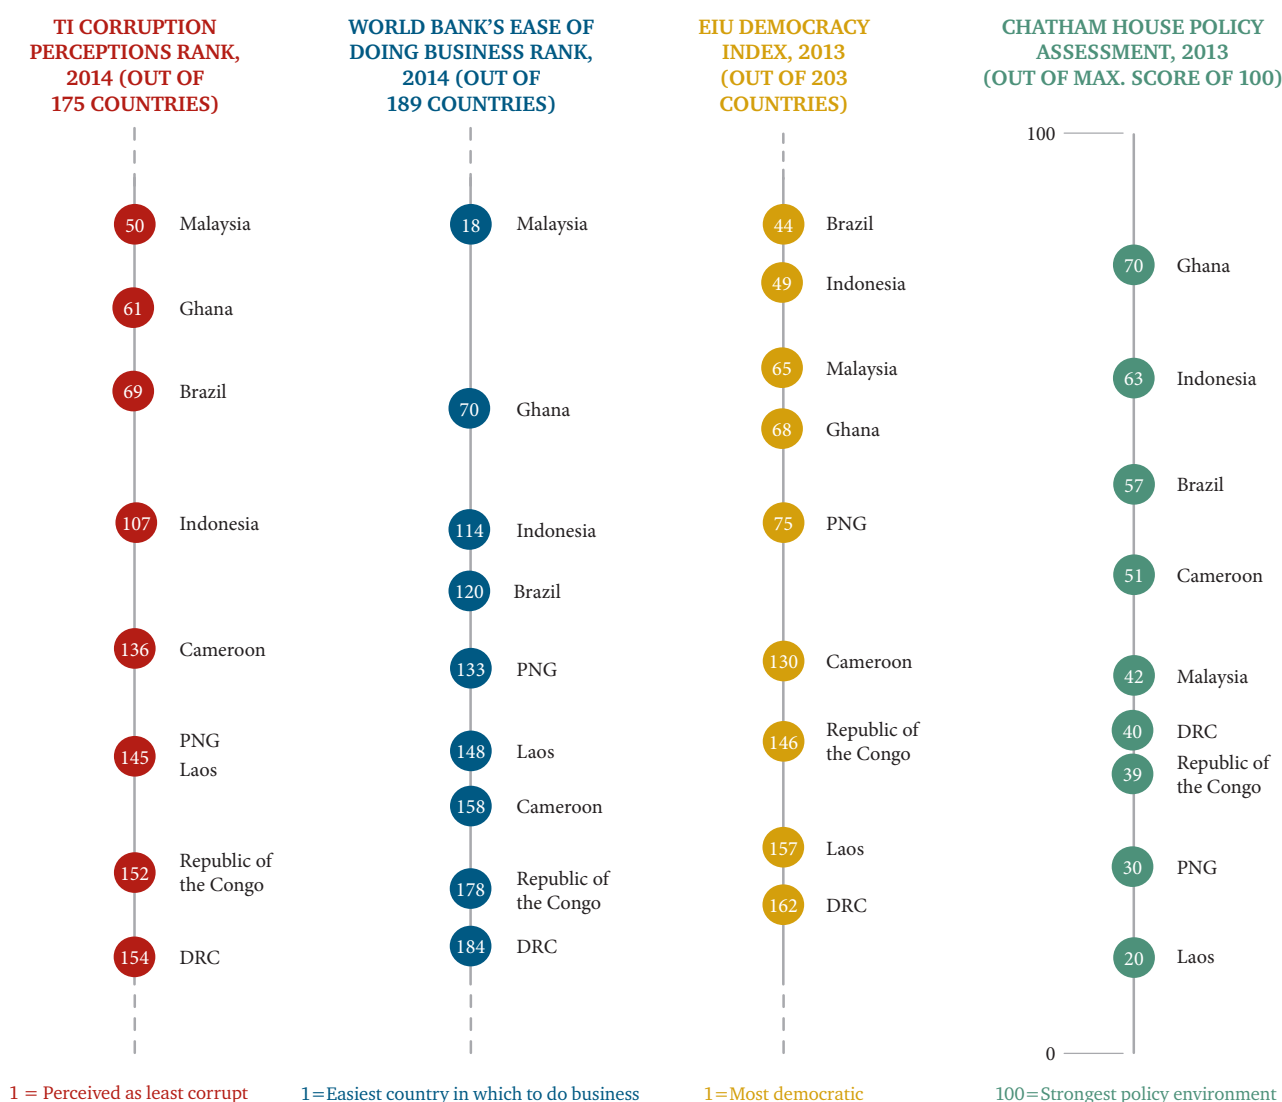 TI CORRUPTION
PERCEPTIONS RANK,
2014 (OUT OF
175 COUNTRIES)
50 Malaysia
61 Ghana
69 Brazil
107 Indonesia
136 Cameroon
145 PNG
Laos
152 Republic of
the Congo
154 DRC
1 = Perceived as least corrupt
WORLD BANK’S EASE OF
DOING BUSINESS RANK,
2014 (OUT OF
189 COUNTRIES)
18 Malaysia
70 Ghana
114 Indonesia
120 Brazil
133 PNG
148 Laos
158 Cameroon
178 Republic of
the Congo
184 DRC
1=Easiest country in which to do business
EIU DEMOCRACY
INDEX, 2013
(OUT OF 203
COUNTRIES)
44 Brazil
49 Indonesia
65 Malaysia
68 Ghana
75 PNG
130 Cameroon
146 Republic of
the Congo
157 Laos
162 DRC
1=Most democratic
CHATHAM HOUSE POLICY
ASSESSMENT, 2013
(OUT OF MAX. SCORE OF 100)
100
70 Ghana
63 Indonesia
57 Brazil
51 Cameroon
42 Malaysia
40 DRC
39 Republic of
the Congo
30 PNG
20 Laos
0
100=Strongest policy environment